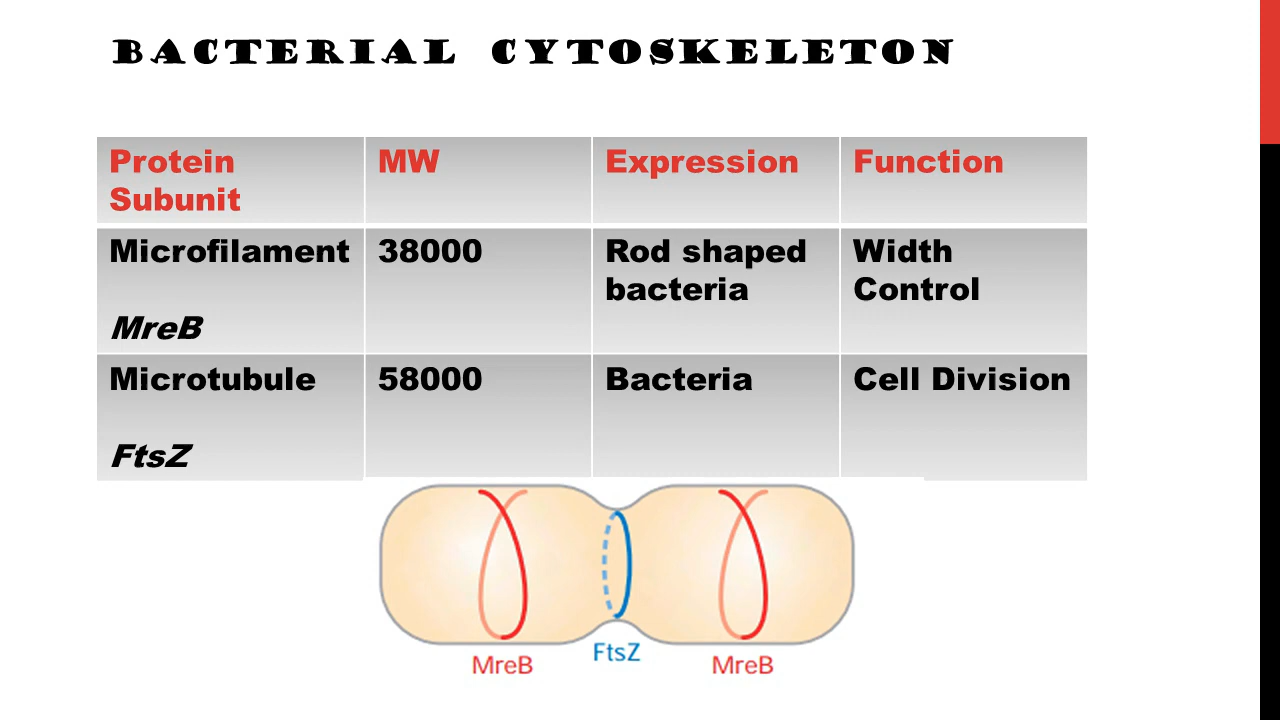 BACTERIAL CYTOSKELETON
Protein Subunit
MW
Expression
Function
Microfilament
MreB
38000
Rod shaped bacteria
Width Control
Microtubule
FtsZ
58000
Bacteria
Cell Division
MreB
FtsZ
MreB